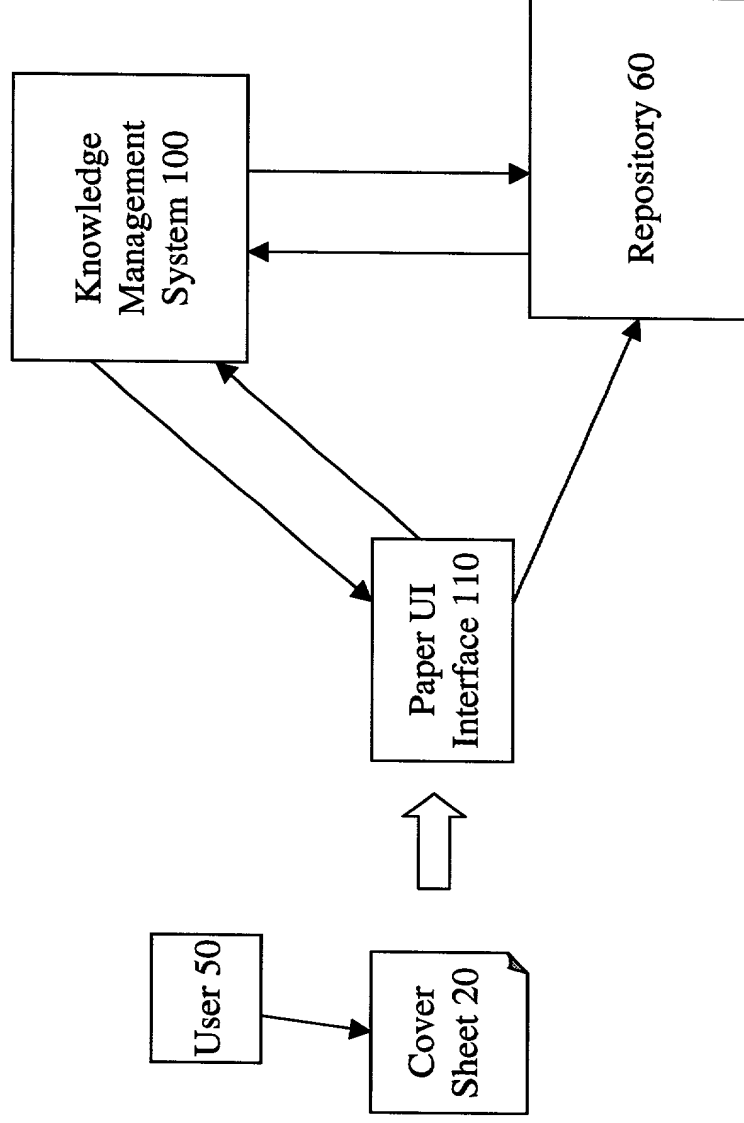 User 50
Cover
Sheet 20
Paper UI
Interface 110
Knowledge
Management
System 100
Repository 60